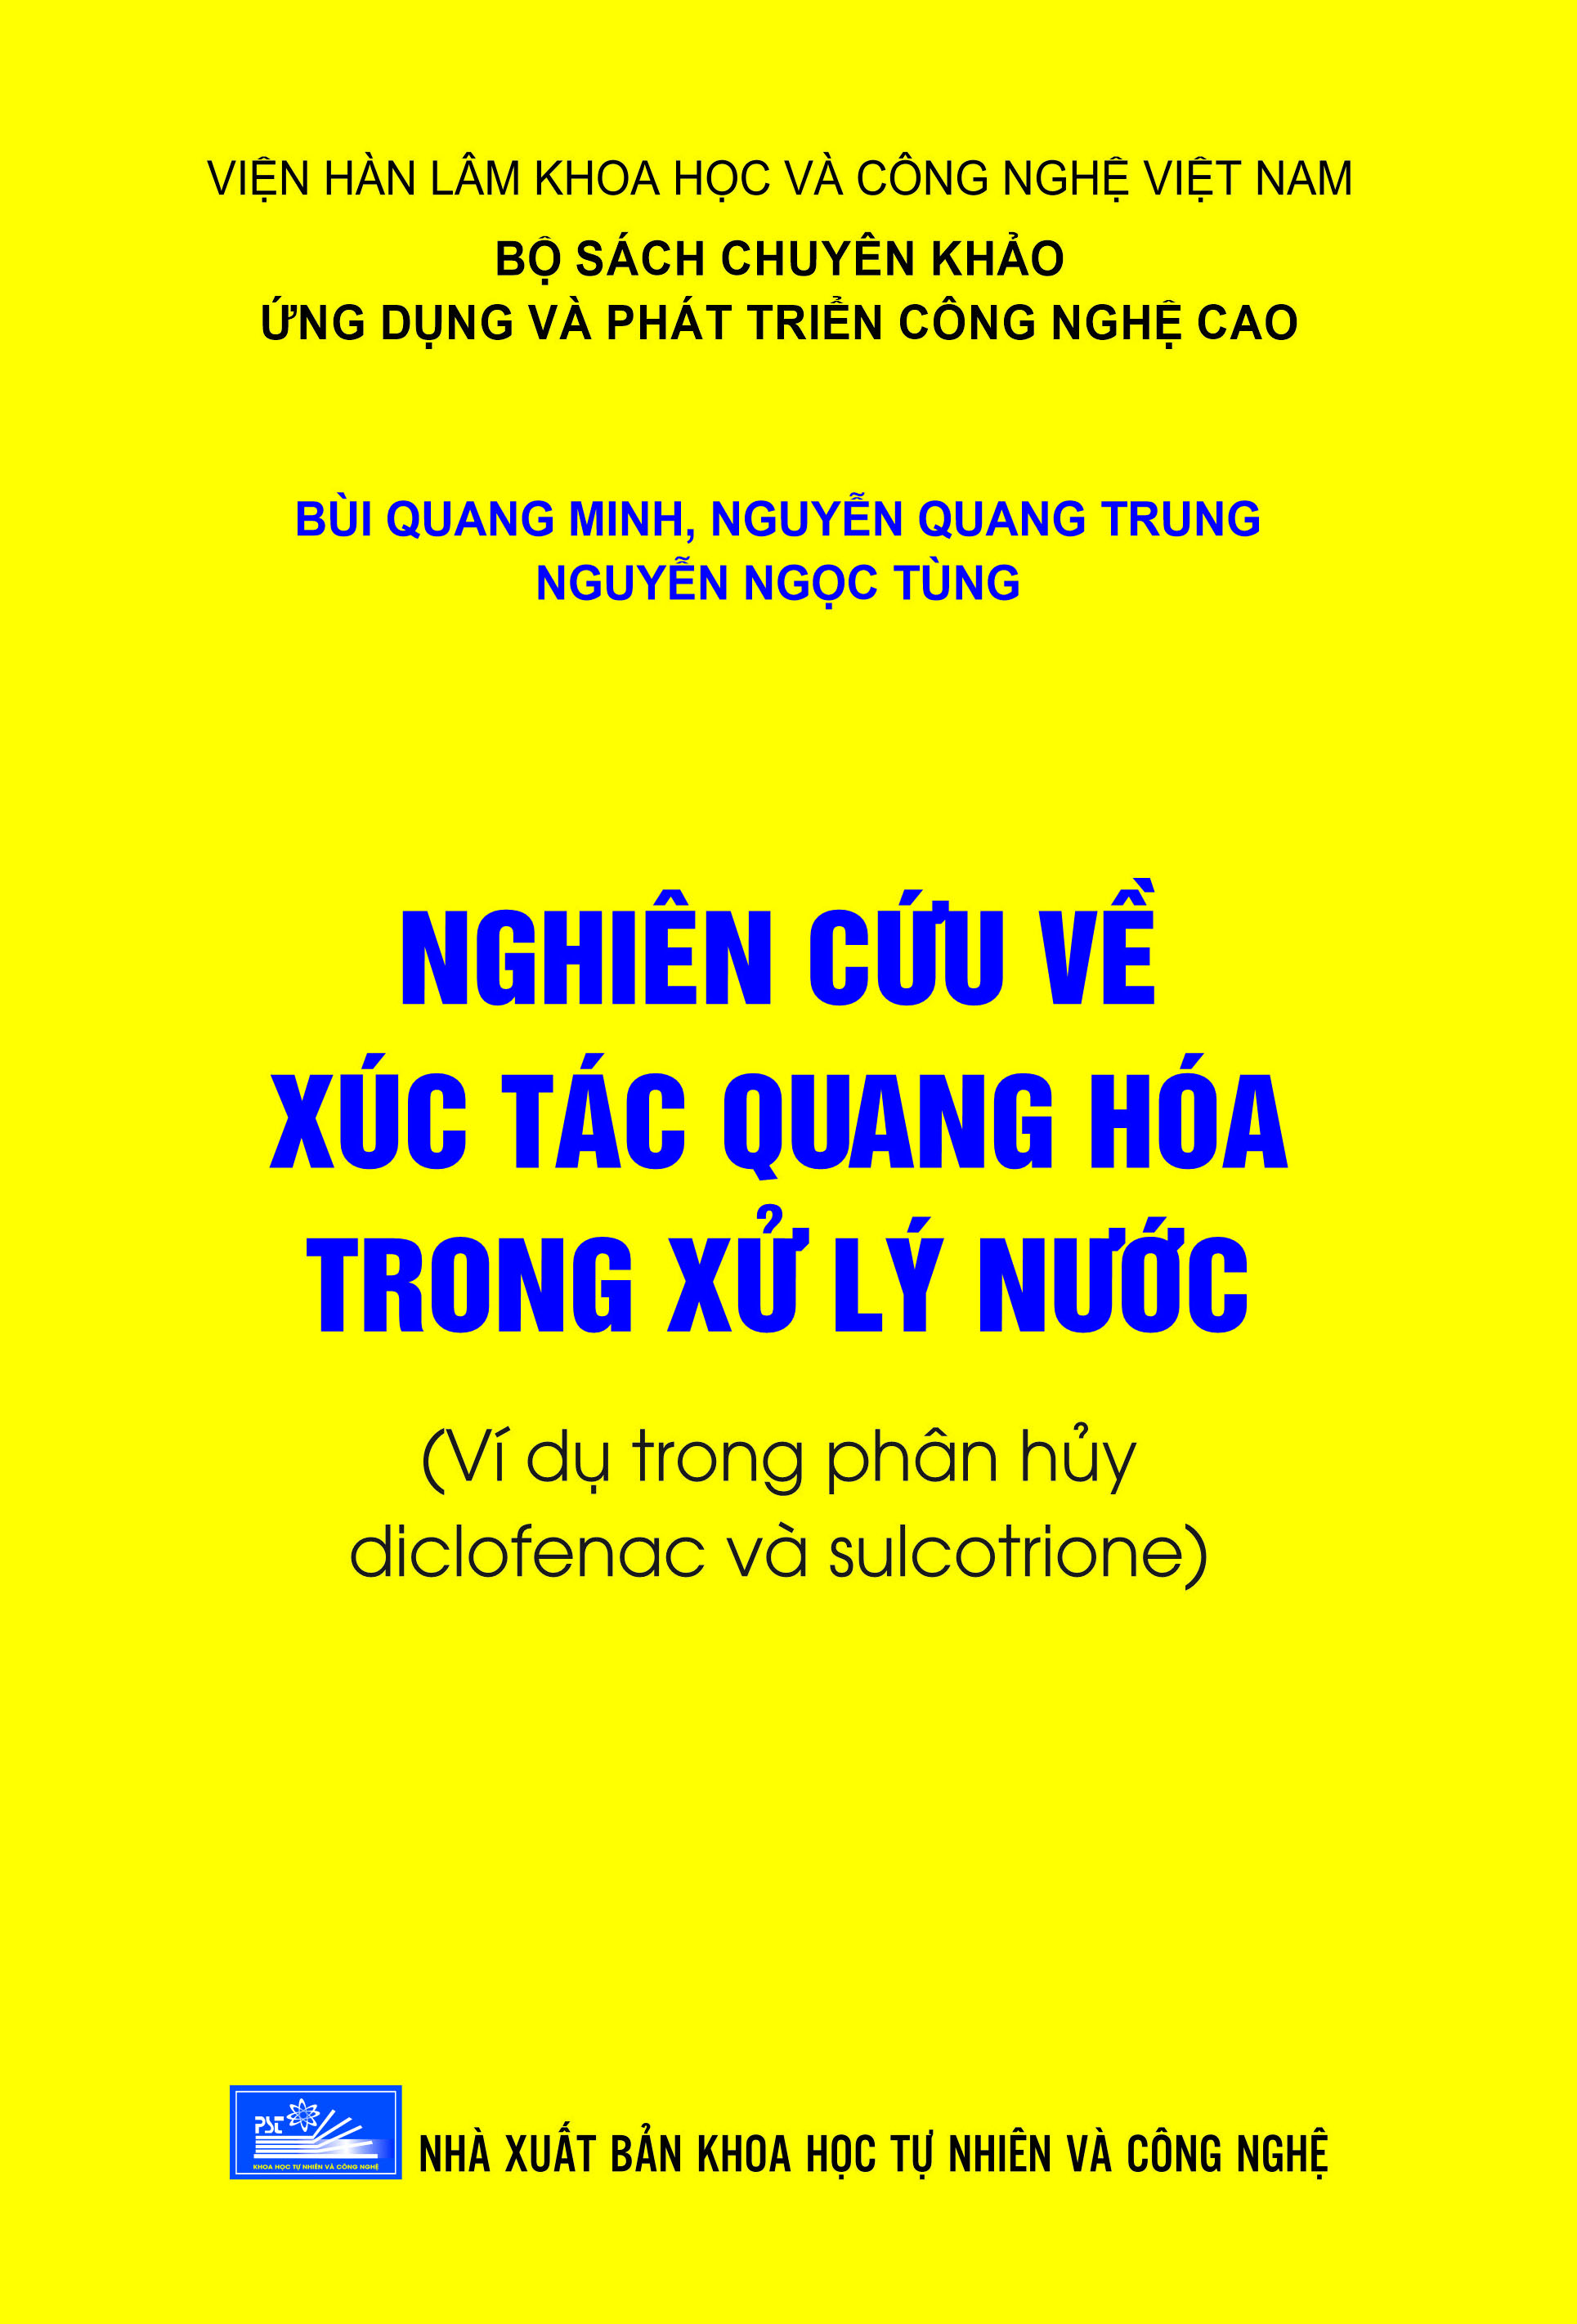 VIỆN HÀN LÂM KHOA HỌC VÀ CÔNG NGHỆ VIỆT NAM
BỘ SÁCH CHUYÊN KHẢO
ỨNG DỤNG VÀ PHÁT TRIỂN CÔNG NGHỆ CAO
BÙI QUANG MINH, NGUYỄN QUANG TRUNG
NGUYỄN NGỌC TÙNG
NGHIÊN CỨU VỀ
XÚC TÁC QUANG HÓA
TRONG XỬ LÝ NƯỚC
(Ví dụ trong phân hủy
diclofenac và sulcotrione)
PST
KHOA HỌC TỰ NHIÊN VÀ CÔNG NGHỆ
NHÀ XUẤT BẢN KHOA HỌC TỰ NHIÊN VÀ CÔNG NGHỆ